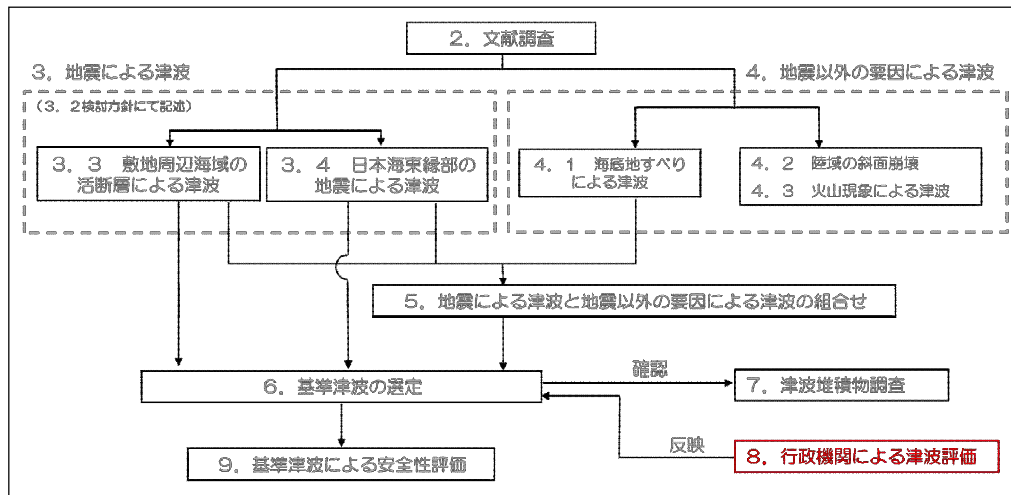 2．文献調査
3．地震による津波
4．地震以外の要因による津波
（3．2検討方針にて記述）
3．3 敷地周辺海域の
活断層による津波
3．4 日本海東縁部の
地震による津波
4．1 海底地すべり
による津波
4．2 陸域の斜面崩壊
4．3 火山現象による津波
5．地震による津波と地震以外の要因による津波の組合せ
6．基準津波の選定
確認
7．津波堆積物調査
反映
8．行政機関による津波評価
9．基準津波による安全性評価